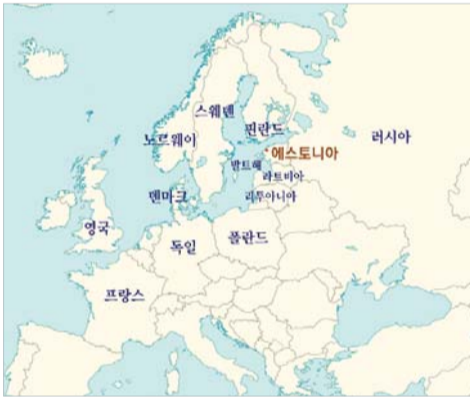 스웨덴
핀란드
노르웨이
러시아
에스토니아
발트해
라트비아
덴마크
리투아니아
영국
폴란드
독일
프랑스